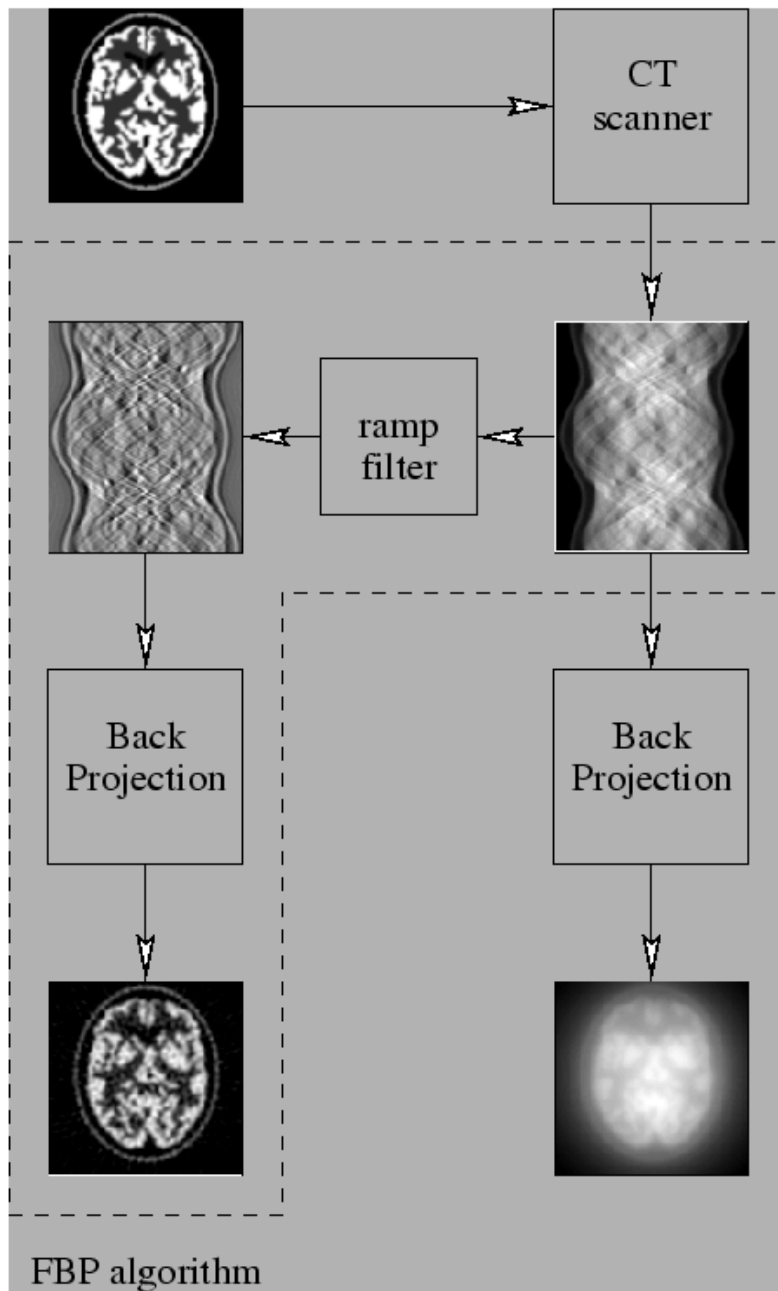 CT
scanner
ramp
filter
Back
Projection
Back
Projection
FBP algorithm